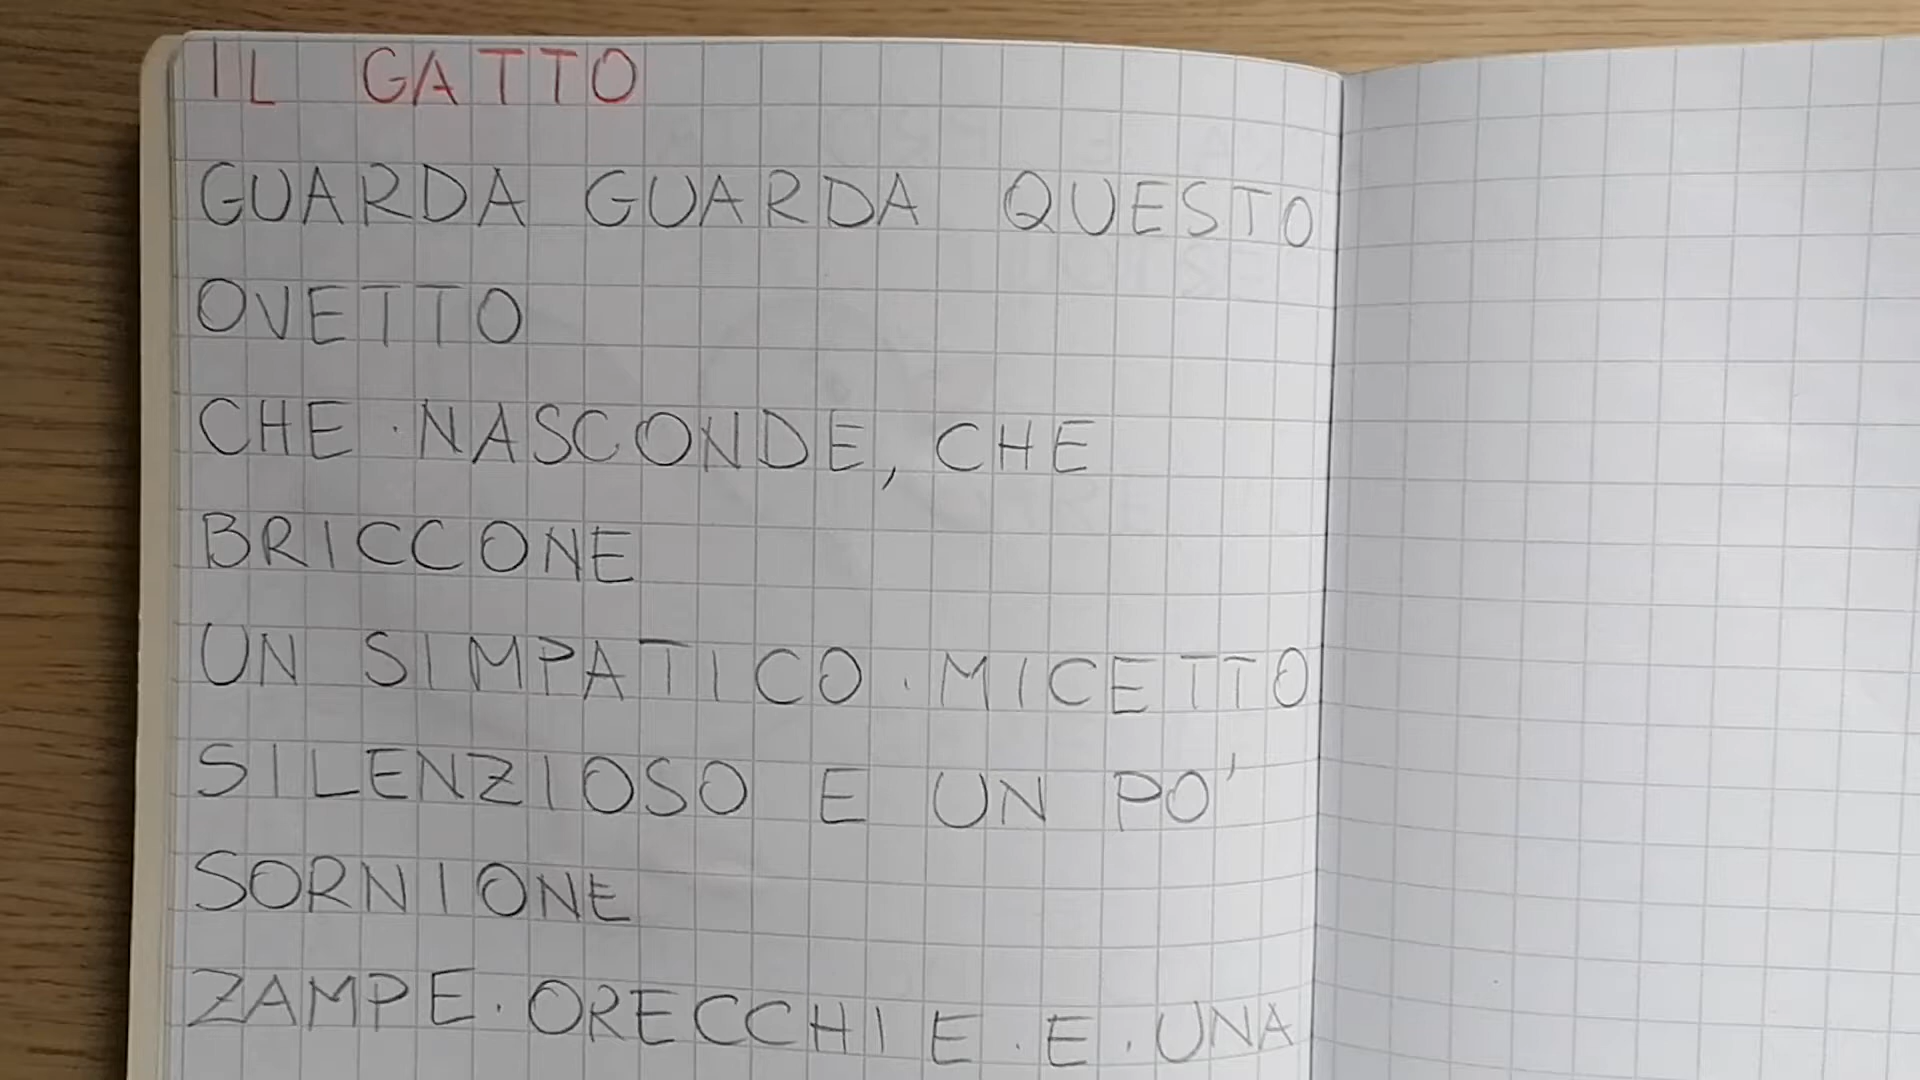 IL GATTO
GUARDA GUARDA QUESTO
OVETTO
CHE · NASCONDE, CHE
BRICCONE
UN SIMPATICO · MICETTO
SILENZIOSO E UN PO'
SORNIONE
ZAMPE · ORECCHIE · E · UNA